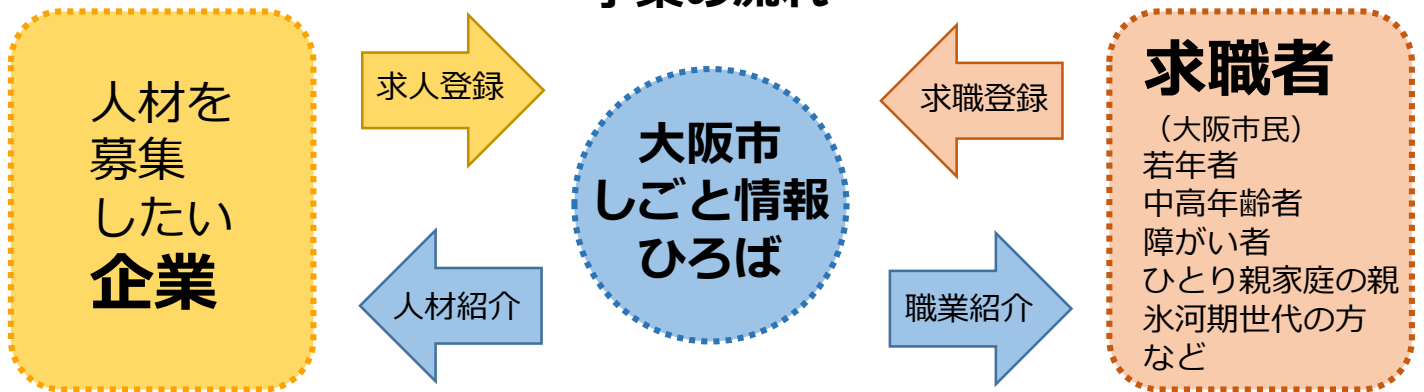 人材を
募集
したい
企業
求人登録
人材紹介
大阪市
しごと情報
ひろば
求職登録
職業紹介
求職者
（大阪市民）
若年者
中高年齢者
障がい者
ひとり親家庭の親
氷河期世代の方
など